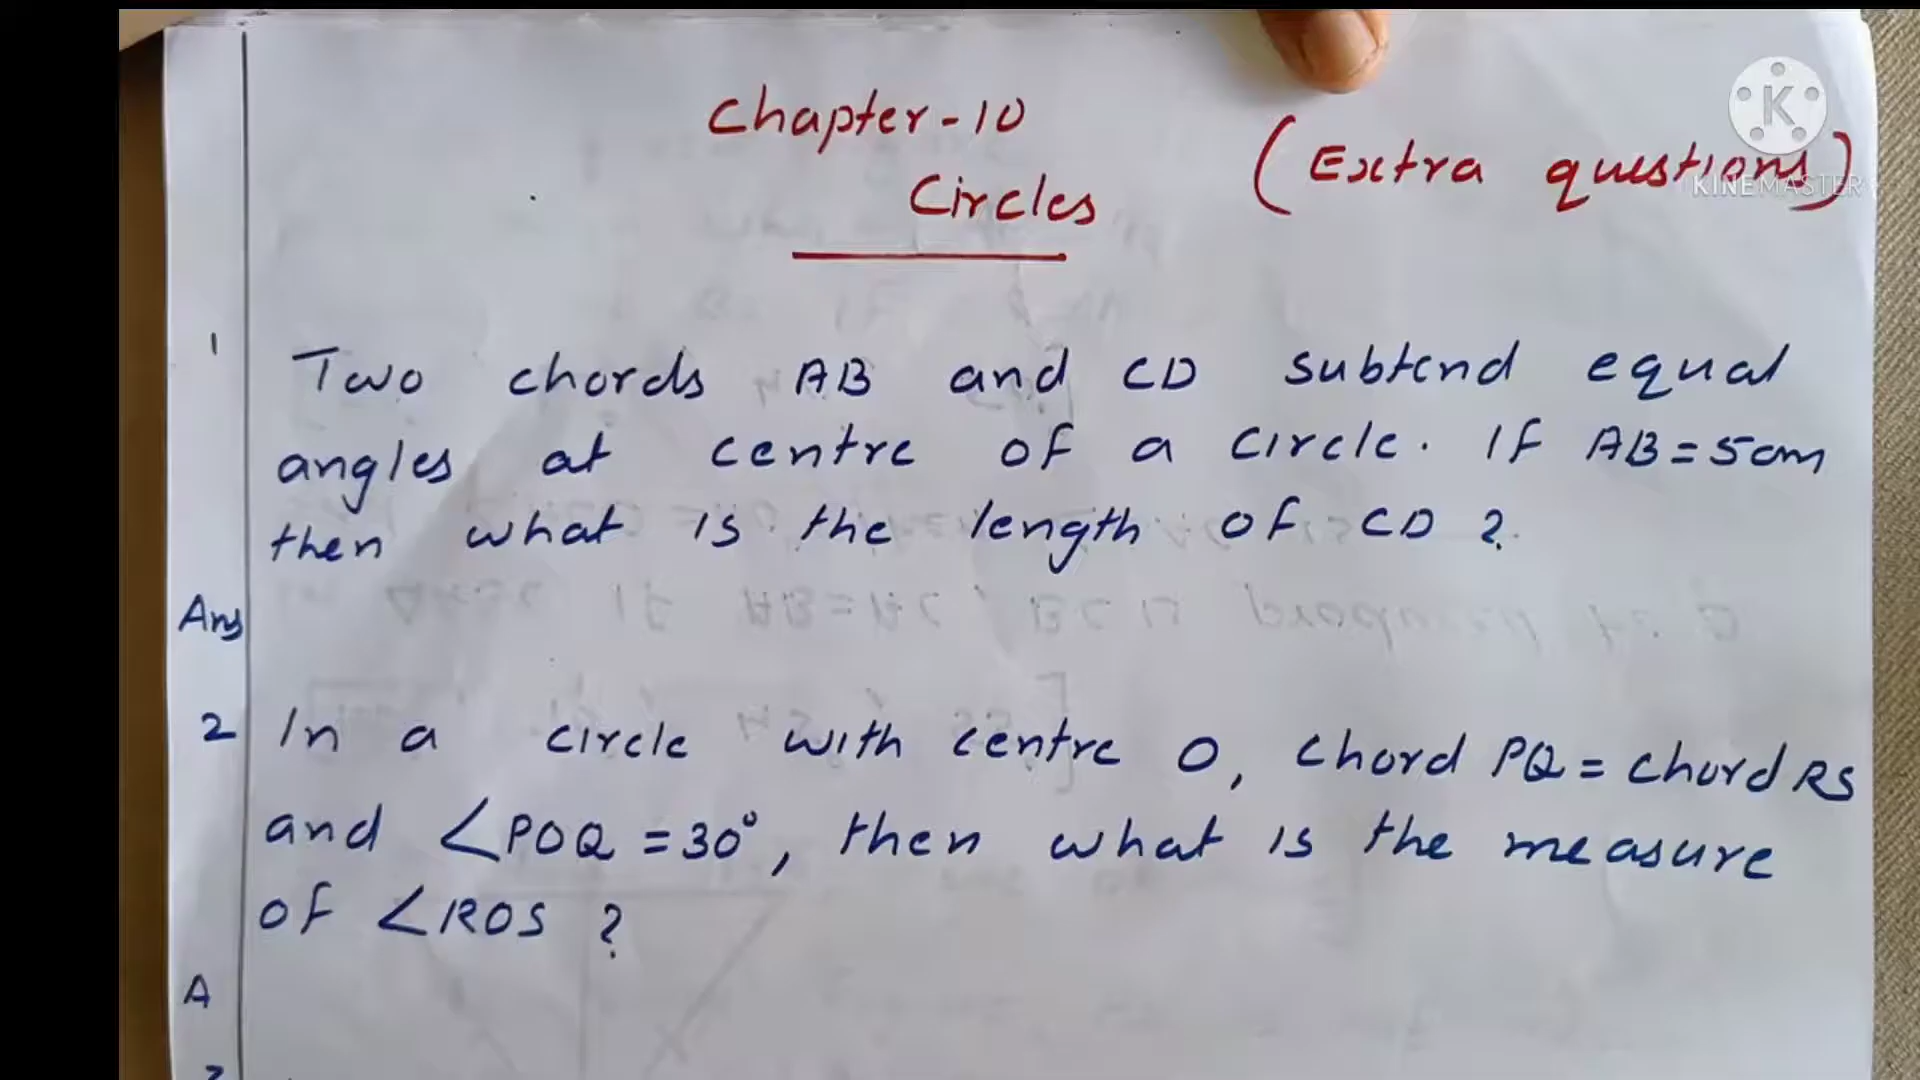 Chapter-10
(Extra questions)
Circles
KINEMASTER
1 Two chords AB and CD subtend equal
angles at centre of a circle. If AB=5cm
then what is the length of CD?
Ans
2 In a circle with centre O, chord PQ = chord RS
and ∠POQ = 30°, then what is the measure
of ∠ROS ?
A